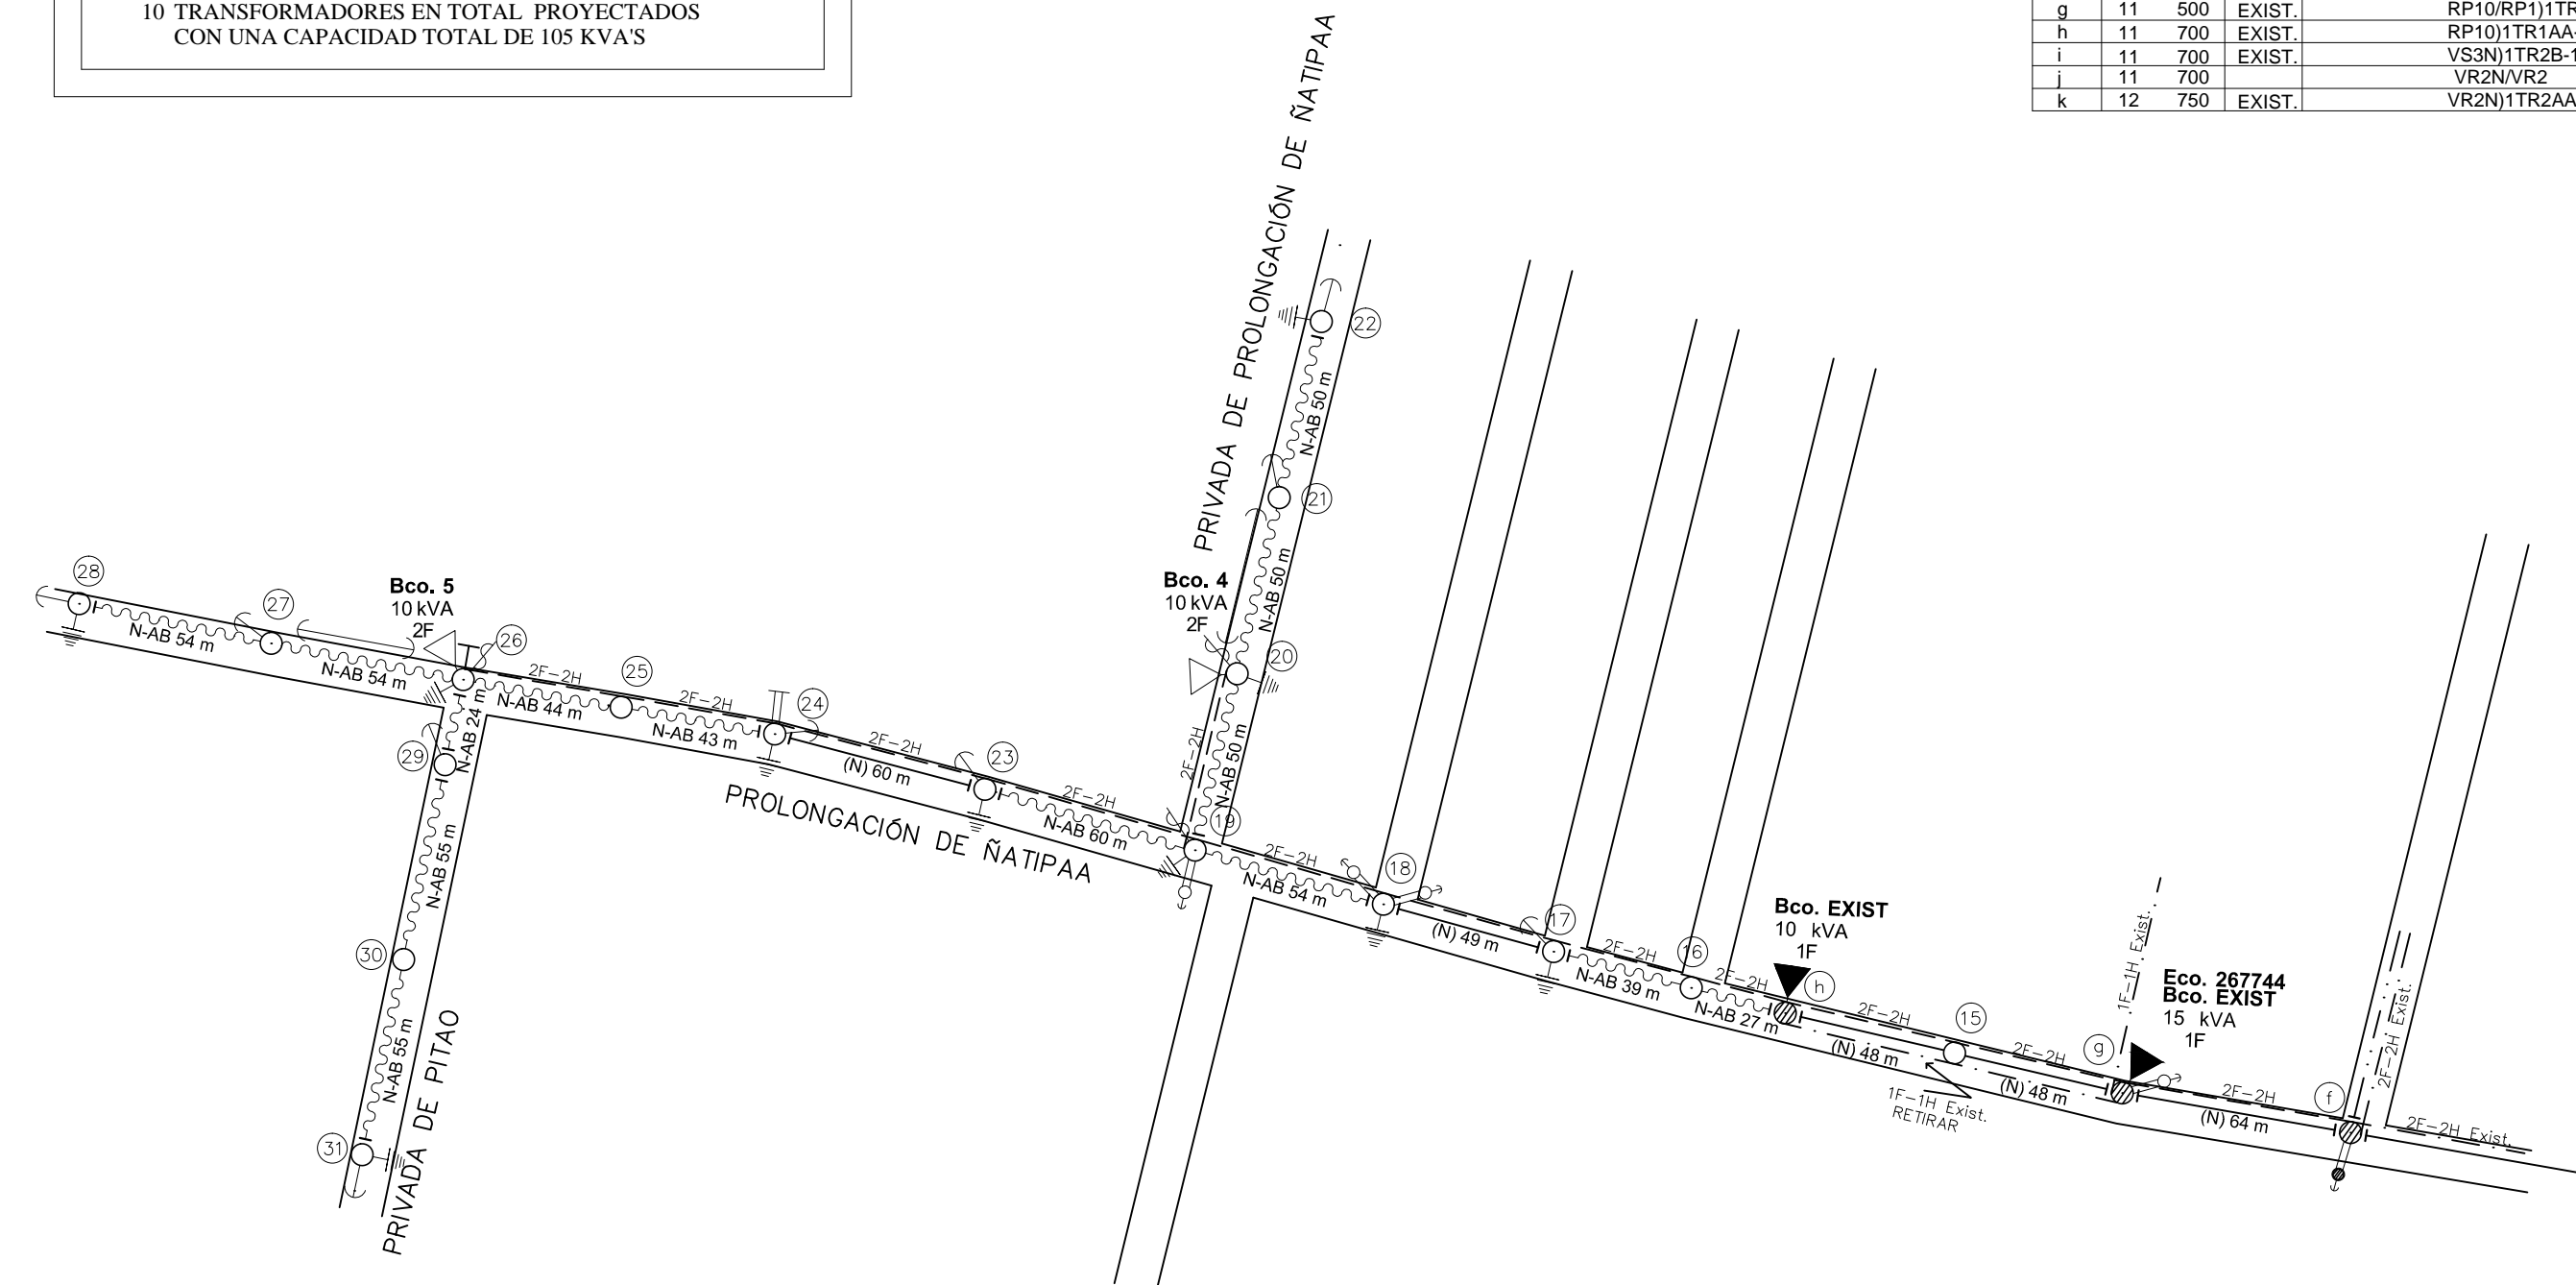 10 TRANSFORMADORES EN TOTAL PROYECTADOS
CON UNA CAPACIDAD TOTAL DE 105 KVA'S
g 11 500 EXIST. RP10/RP1)1TR
h 11 700 EXIST. RP10)1TR1AA
i 11 700 EXIST. VS3N)1TR2B-1
j 11 700 VR2N/VR2
k 12 750 EXIST. VR2N)1TR2AA
PRIVADA DE PROLONGACIÓN DE ÑATIPAA
22
N-AB 50 m
21
N-AB 50 m
Bco. 4
10 kVA
2F
20
2F-2H
N-AB 50 m
19
28
N-AB 54 m
27
N-AB 54 m
Bco. 5
10 kVA
2F
26
2F-2H
N-AB 44 m
25
2F-2H
N-AB 43 m
24
2F-2H
(N) 60 m
23
2F-2H
N-AB 60 m
PROLONGACIÓN DE ÑATIPAA
N-AB 24 m
29
N-AB 55 m
30
N-AB 55 m
31
PRIVADA DE PITAO
2F-2H
N-AB 54 m
18
(N) 49 m
17
2F-2H
N-AB 39 m
16
2F-2H
N-AB 27 m
Bco. EXIST
10 kVA
1F
h
2F-2H
(N) 48 m
15
2F-2H
(N) 48 m
1F-1H Exist.
RETIRAR
g
1F-1H Exist.
Eco. 267744
Bco. EXIST
15 kVA
1F
2F-2H
(N) 64 m
f
2F-2H Exist.
2F-2H Exist.